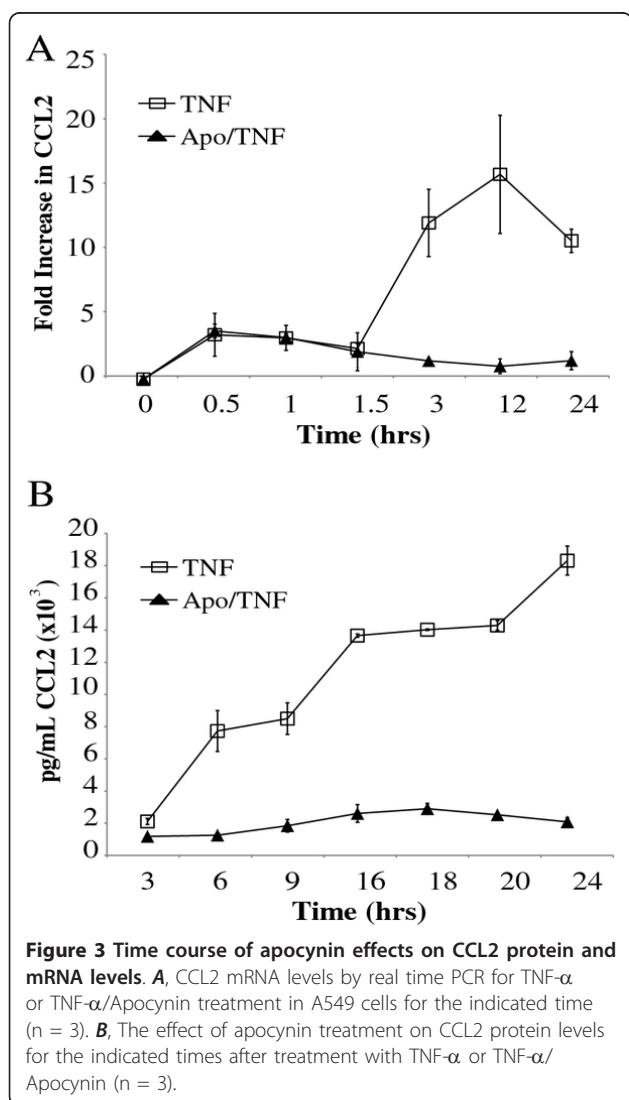 A
Fold Increase in CCL2
25
20
15
10
5
0
TNF
Apo/TNF
0 0.5 1 1.5 3 12 24
Time (hrs)
B
pg/mL CCL2 (x10³)
20
18
16
14
12
10
8
6
4
2
0
TNF
Apo/TNF
3 6 9 16 18 20 24
Time (hrs)
Figure 3 Time course of apocynin effects on CCL2 protein and
mRNA levels. A, CCL2 mRNA levels by real time PCR for TNF-α
or TNF-α/Apocynin treatment in A549 cells for the indicated time
(n = 3). B, The effect of apocynin treatment on CCL2 protein levels
for the indicated times after treatment with TNF-α or TNF-α/
Apocynin (n = 3).